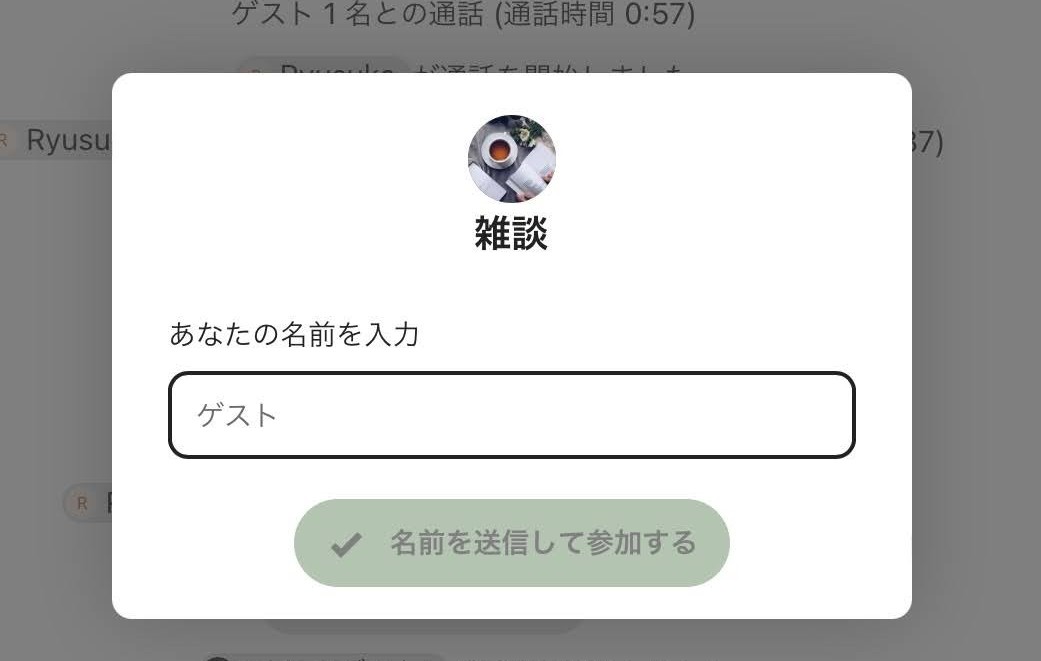 ゲスト 1 名との通話 (通話時間 0:57)
Ryusuke が通話を開始しました
R Ryusu
37)
雑談
あなたの名前を入力
ゲスト
R
名前を送信して参加する